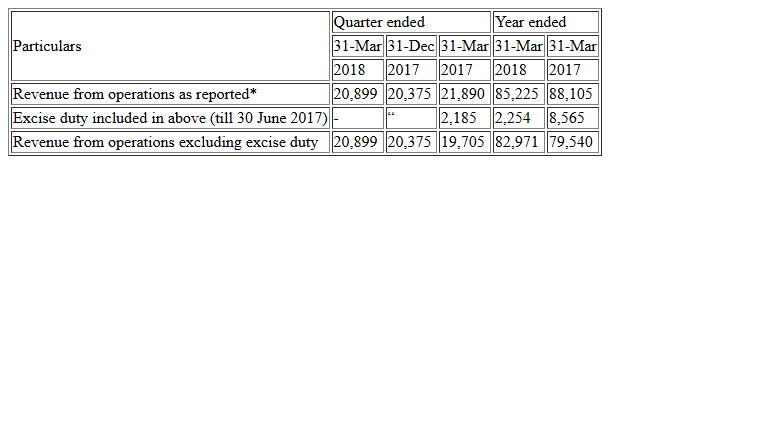 Particulars Quarter ended Year ended
31-Mar 31-Dec 31-Mar 31-Mar 31-Mar
2018 2017 2017 2018 2017
Revenue from operations as reported* 20,899 20,375 21,890 85,225 88,105
Excise duty included in above (till 30 June 2017) - “ 2,185 2,254 8,565
Revenue from operations excluding excise duty 20,899 20,375 19,705 82,971 79,540